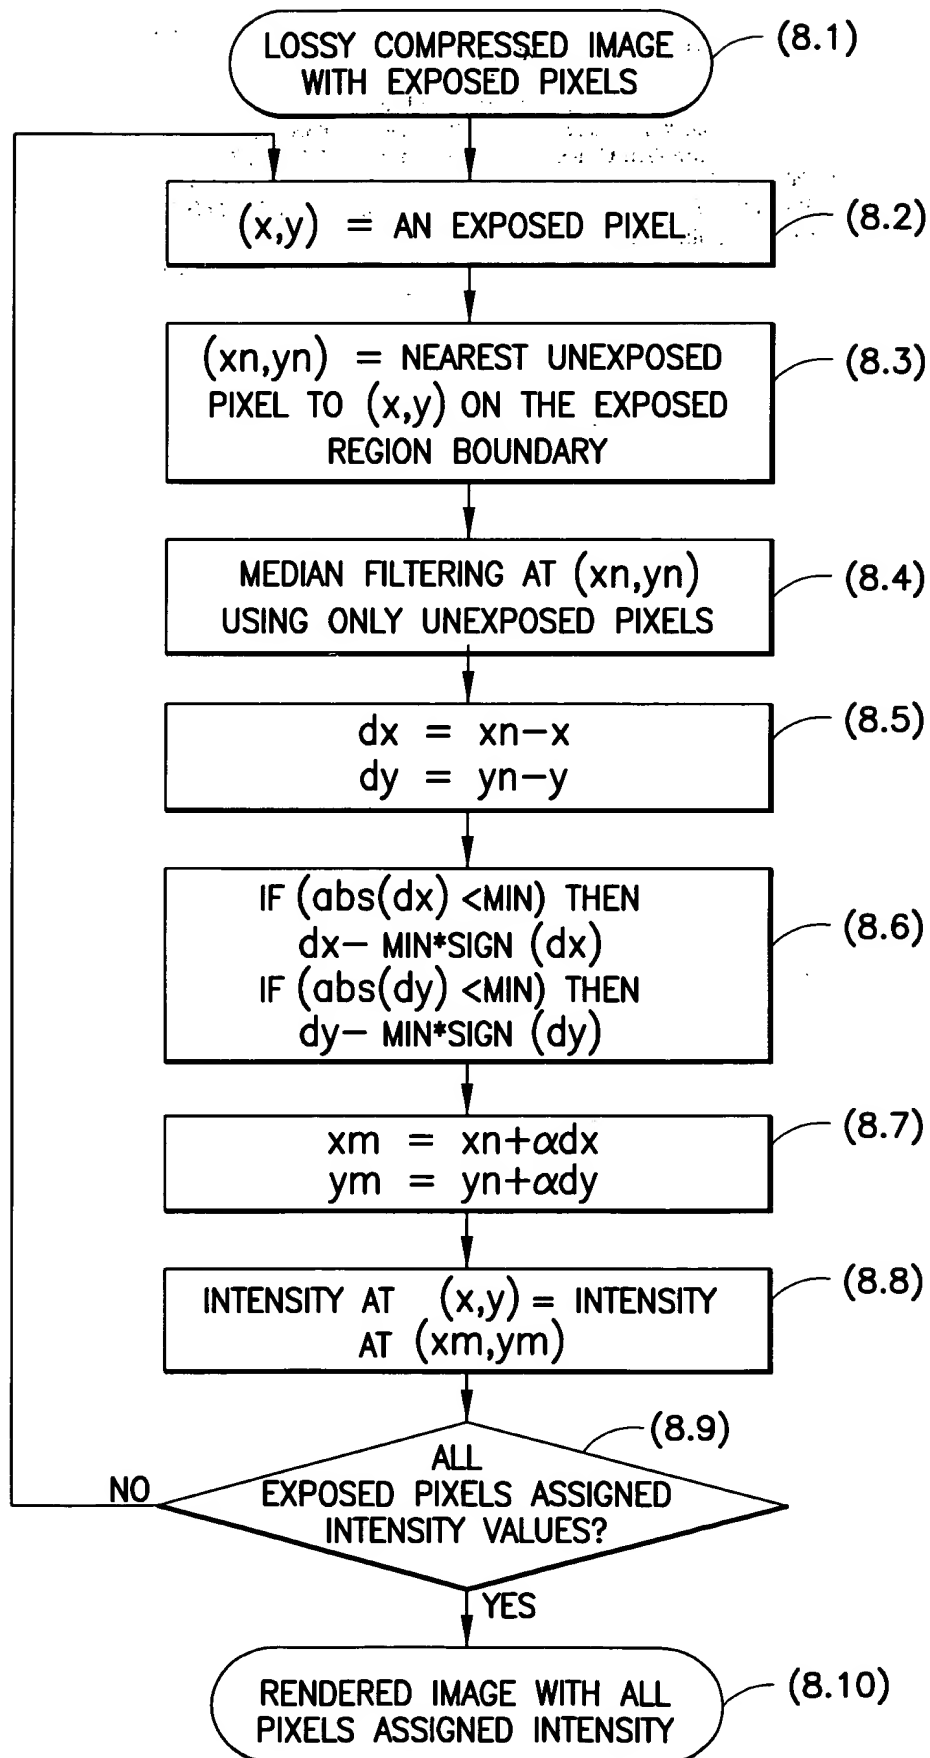 LOSSY COMPRESSED IMAGE
WITH EXPOSED PIXELS
(8.1)
(x,y) = AN EXPOSED PIXEL
(8.2)
(xn,yn) = NEAREST UNEXPOSED
PIXEL TO (x,y) ON THE EXPOSED
REGION BOUNDARY
(8.3)
MEDIAN FILTERING AT (xn,yn)
USING ONLY UNEXPOSED PIXELS
(8.4)
dx = xn−x
dy = yn−y
(8.5)
IF (abs(dx) <MIN) THEN
dx− MIN*SIGN (dx)
IF (abs(dy) <MIN) THEN
dy− MIN*SIGN (dy)
(8.6)
xm = xn+αdx
ym = yn+αdy
(8.7)
INTENSITY AT (x,y) = INTENSITY
AT (xm,ym)
(8.8)
ALL
EXPOSED PIXELS ASSIGNED
INTENSITY VALUES?
(8.9)
NO
YES
RENDERED IMAGE WITH ALL
PIXELS ASSIGNED INTENSITY
(8.10)